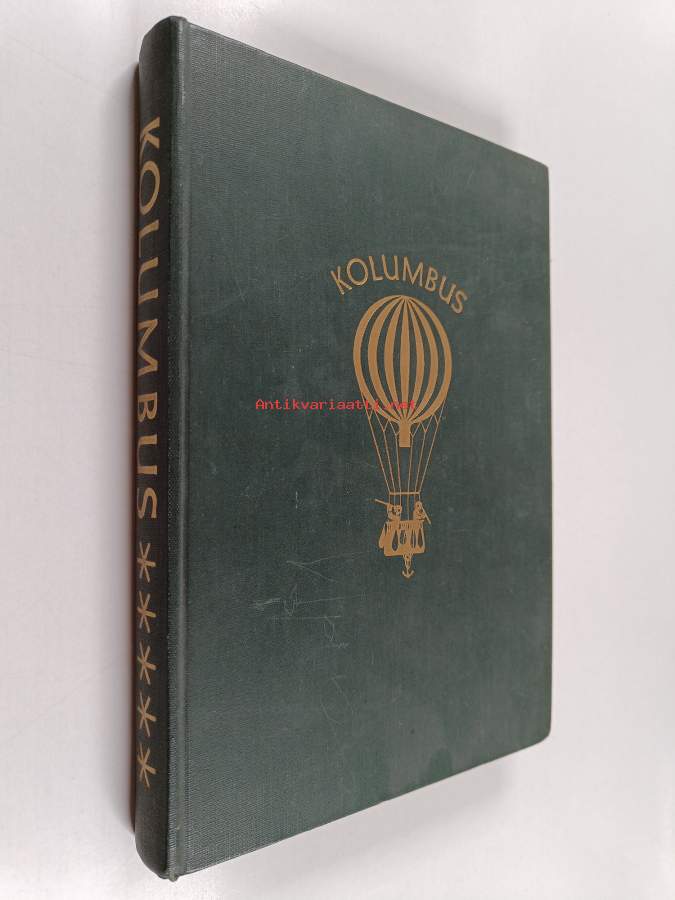 KOLUMBUS *****
KOLUMBUS
Antikvariaatti.net